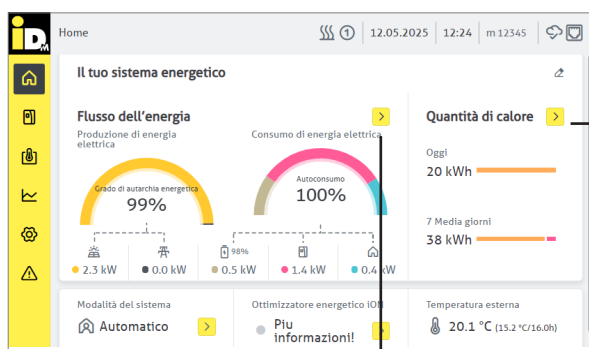 iDM
Home
1 12.05.2025 12:24 m 12345
Il tuo sistema energetico
Flusso dell'energia
Produzione di energia
elettrica
Consumo di energia elettrica
Grado di autarchia energetica
99%
Autoconsumo
100%
98%
2.3 kW 0.0 kW 0.5 kW 1.4 kW 0.4 kW
Quantità di calore
Oggi
20 kWh
7 Media giorni
38 kWh
Modalità del sistema
Automatico
Ottimizzatore energetico iON
Piu
informazioni!
Temperatura esterna
20.1 °C (15.2 °C/16.0h)